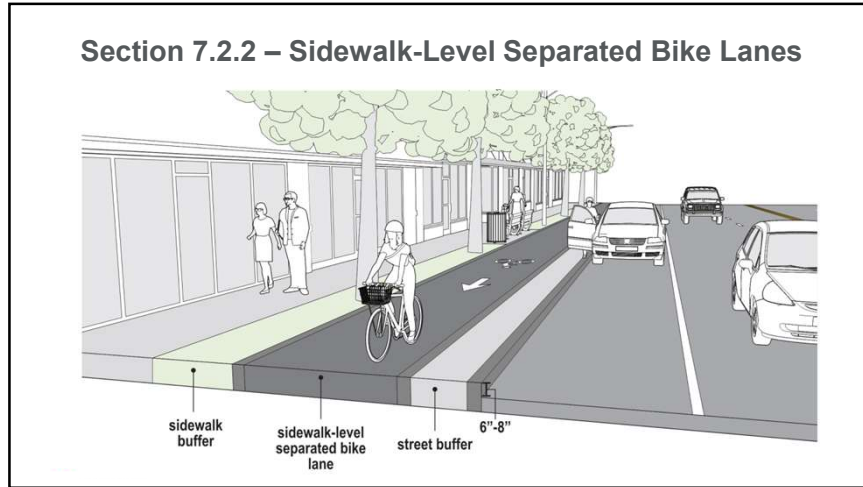 Section 7.2.2 – Sidewalk-Level Separated Bike Lanes
sidewalk
buffer
sidewalk-level
separated bike
lane
street buffer
6”-8”